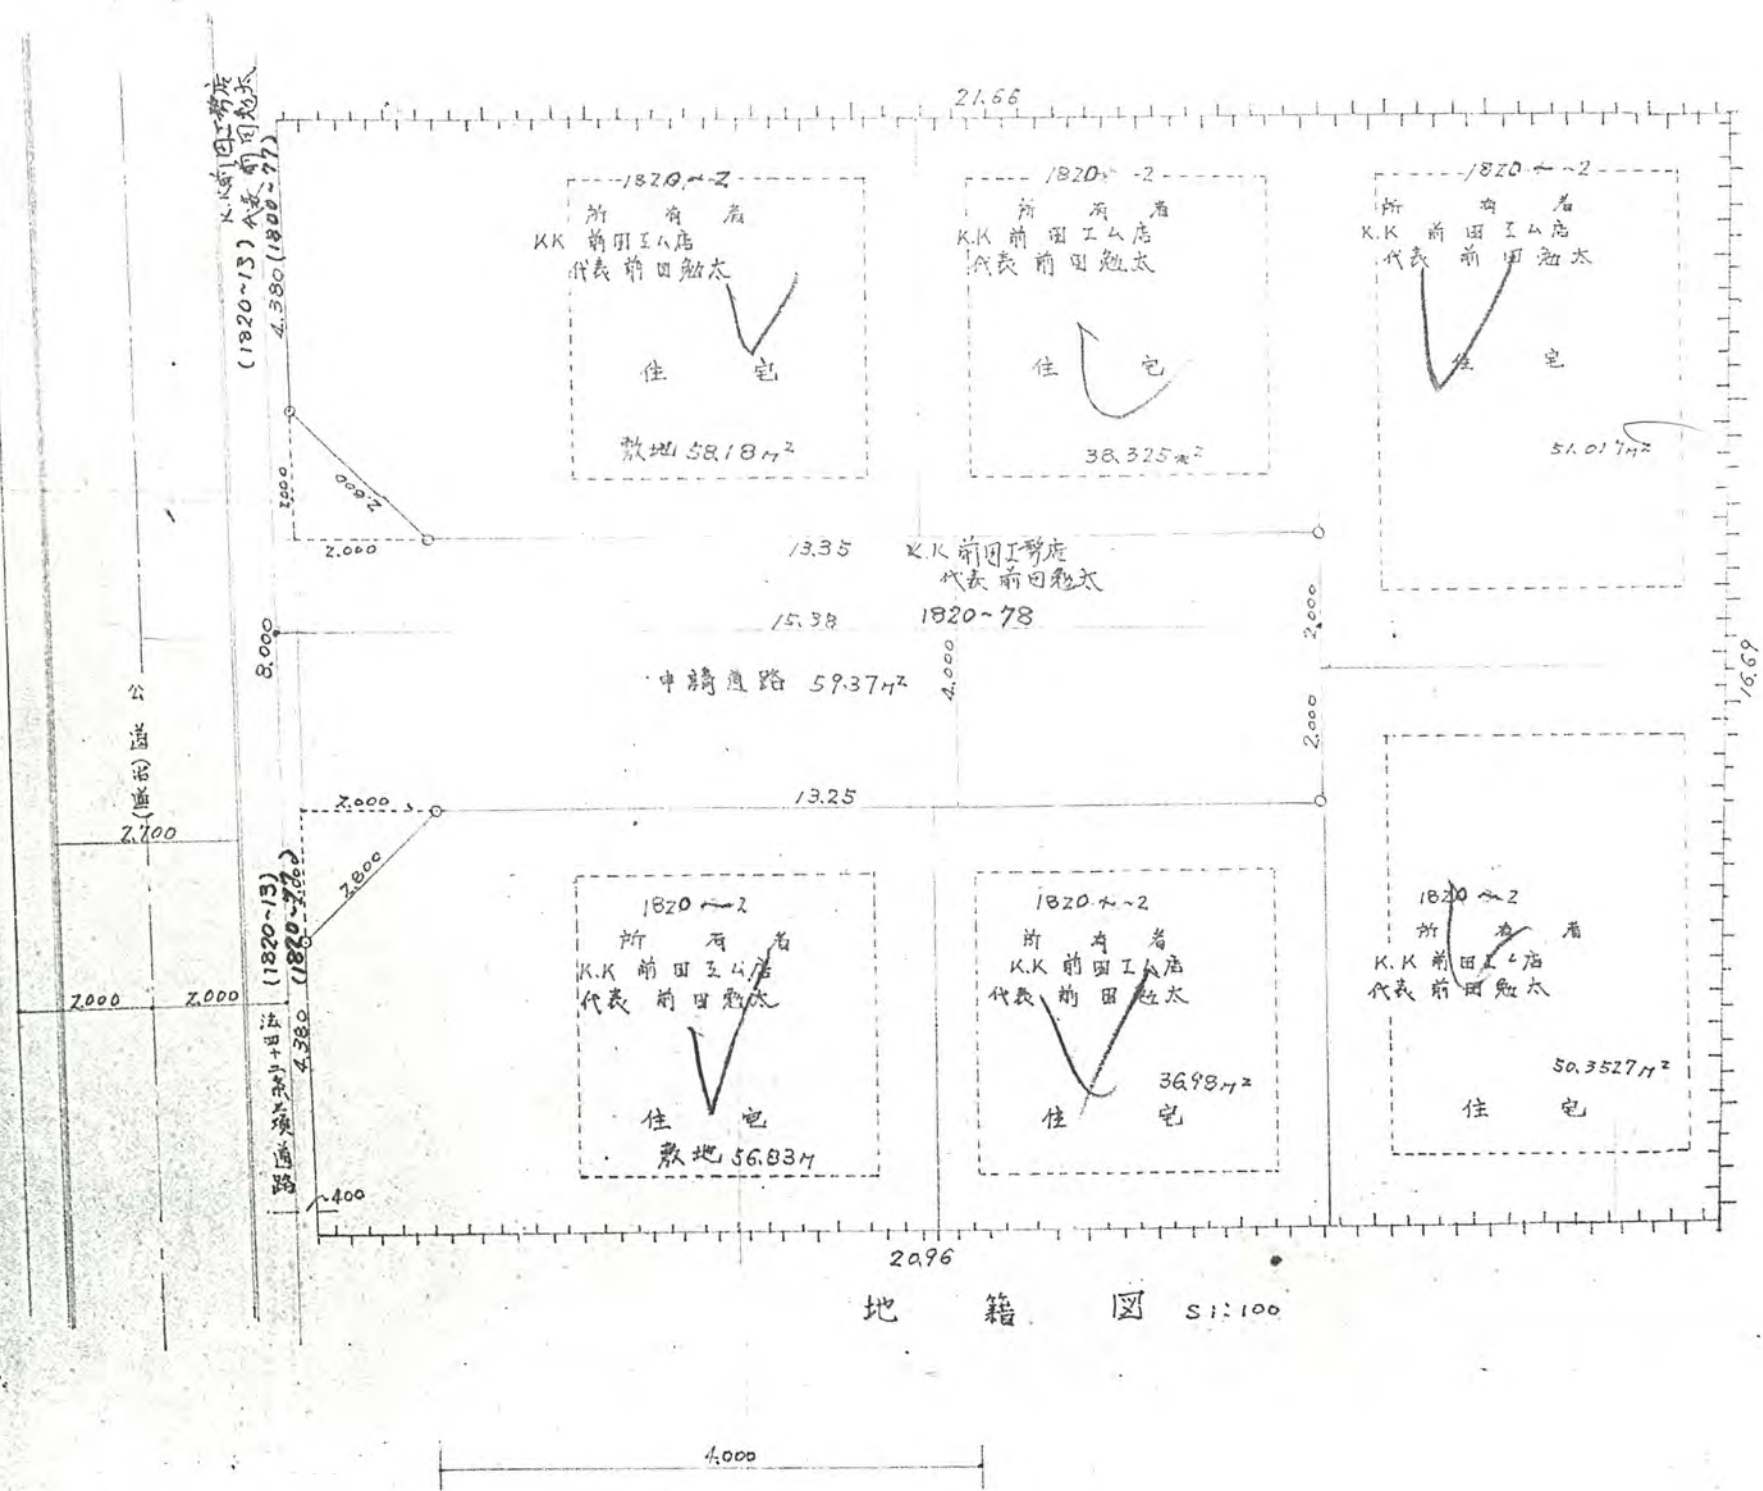 21.66
K.K前田工務店
(1820~13) 代表 前田勉太
4.380 (1800~77)
1820~2
所 有 者
KK 前田工ム店
代表 前田勉太
住 宅
敷地 58.18M²
1820 -2
所 有 者
K.K 前田工ム店
代表 前田勉太
住 宅
38.325M²
1820~-2
所 有 者
K.K 前田工ム店
代表 前田勉太
住 宅
51.017M²
2.000
2.800
2.000
13.35
K.K 前田工務店
代表 前田勉太
15.38
1820~78
8.000
申請道路 59.37M²
4.000
2.000
2.000
16.69
公道
2.700
2.000
13.25
2.800
2.000
(1820~13)
(1820~77)
4.380
2.000
2.000
法四十二条二項道路
400
1820~2
所 有 者
K.K 前田工ム店
代表 前田勉太
住 宅
敷地 56.83M
1820~-2
所 有 者
K.K 前田工ム店
代表 前田勉太
36.98M²
住 宅
1820~2
所 有 者
K.K 前田工ム店
代表 前田勉太
50.3527M²
住 宅
20.96
地 籍 図 S1:100
4.000